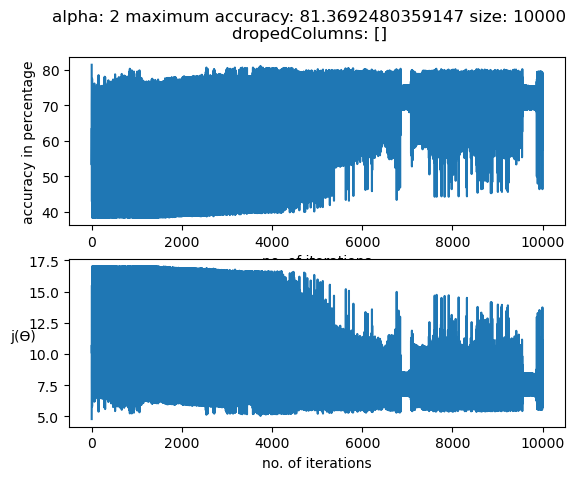 alpha: 2 maximum accuracy: 81.3692480359147 size: 10000
dropedColumns: []
accuracy in percentage
80
70
60
50
40
0 2000 4000 6000 8000 10000
no. of iterations
j(Θ)
17.5
15.0
12.5
10.0
7.5
5.0
0 2000 4000 6000 8000 10000
no. of iterations